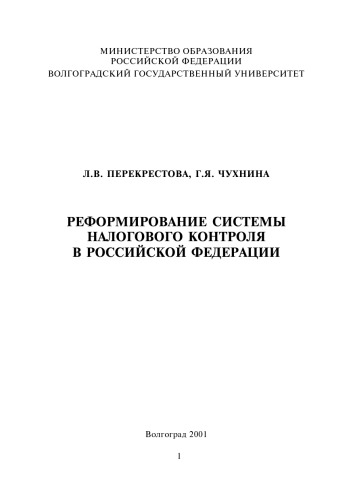 МИНИСТЕРСТВО ОБРАЗОВАНИЯ
РОССИЙСКОЙ ФЕДЕРАЦИИ
ВОЛГОГРАДСКИЙ ГОСУДАРСТВЕННЫЙ УНИВЕРСИТЕТ
Л.В. ПЕРЕКРЕСТОВА, Г.Я. ЧУХНИНА
РЕФОРМИРОВАНИЕ СИСТЕМЫ
НАЛОГОВОГО КОНТРОЛЯ
В РОССИЙСКОЙ ФЕДЕРАЦИИ
Волгоград 2001
1